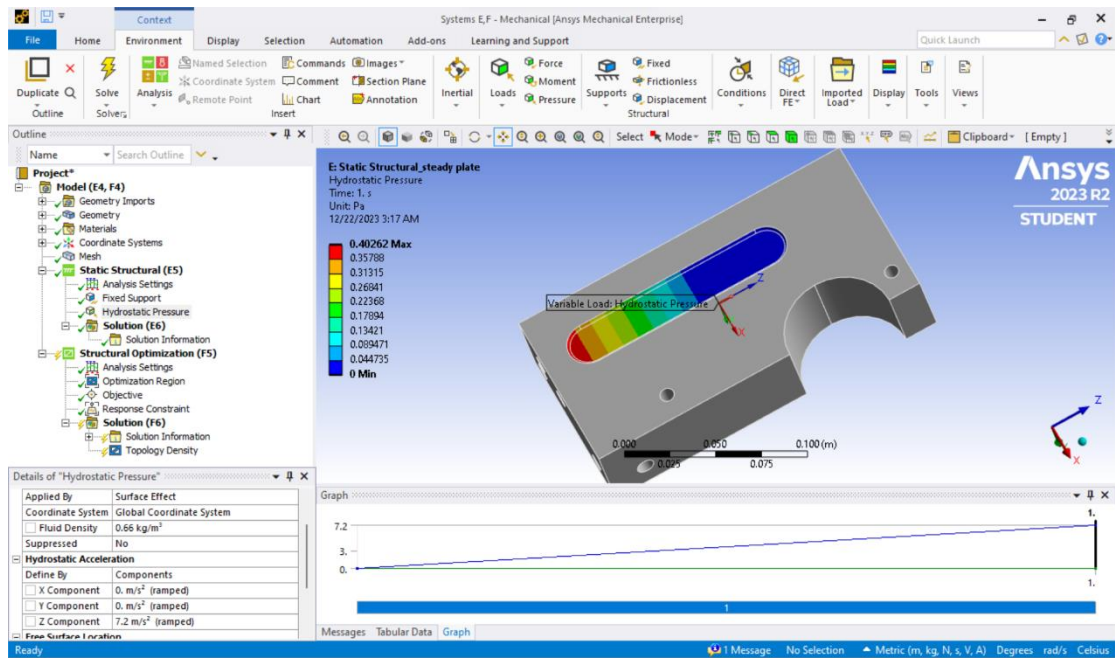 Context
Systems E,F - Mechanical [Ansys Mechanical Enterprise]
File Home Environment Display Selection Automation Add-ons Learning and Support Quick Launch
Duplicate
Outline
Solve
Solvers
Analysis
Named Selection
Coordinate System
Remote Point
Commands
Comment
Chart
Images
Section Plane
Annotation
Insert
Inertial
Loads
Force
Moment
Pressure
Supports
Fixed
Frictionless
Displacement
Structural
Conditions
Direct FE
Imported Load
Display
Tools
Views
Outline
Select Mode Clipboard [ Empty ]
Name Search Outline
Project*
Model (E4, F4)
Geometry Imports
Geometry
Materials
Coordinate Systems
Mesh
Static Structural (E5)
Analysis Settings
Fixed Support
Hydrostatic Pressure
Solution (E6)
Solution Information
Structural Optimization (F5)
Analysis Settings
Optimization Region
Objective
Response Constraint
Solution (F6)
Solution Information
Topology Density
E: Static Structural_steady plate
Hydrostatic Pressure
Time: 1. s
Unit: Pa
12/22/2023 3:17 AM
0.40262 Max
0.35788
0.31315
0.26841
0.22368
0.17894
0.13421
0.089471
0.044735
0 Min
Variable Load: Hydrostatic Pressure
Z
X
Ansys
2023 R2
STUDENT
Z
X
0.000 0.050 0.100 (m)
0.025 0.075
Details of "Hydrostatic Pressure"
Applied By Surface Effect
Coordinate System Global Coordinate System
Fluid Density 0.66 kg/m³
Suppressed No
Hydrostatic Acceleration
Define By Components
X Component 0. m/s² (ramped)
Y Component 0. m/s² (ramped)
Z Component 7.2 m/s² (ramped)
Free Surface Location
Graph
1.
7.2
3.
0.
1.
1
Messages Tabular Data Graph
Ready 1 Message No Selection Metric (m, kg, N, s, V, A) Degrees rad/s Celsius